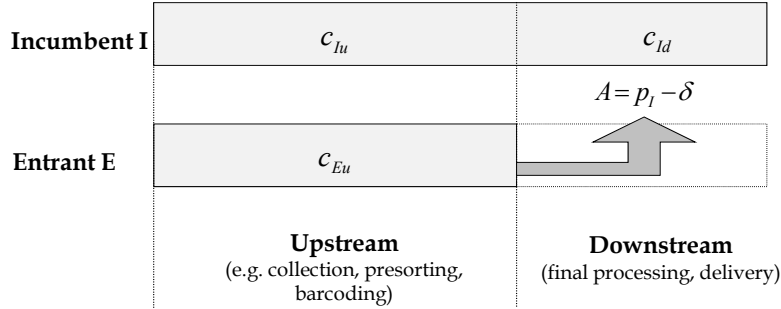 Incumbent I
c_{Iu}
c_{Id}
A = p_I − δ
Entrant E
c_{Eu}
Upstream
(e.g. collection, presorting,
barcoding)
Downstream
(final processing, delivery)